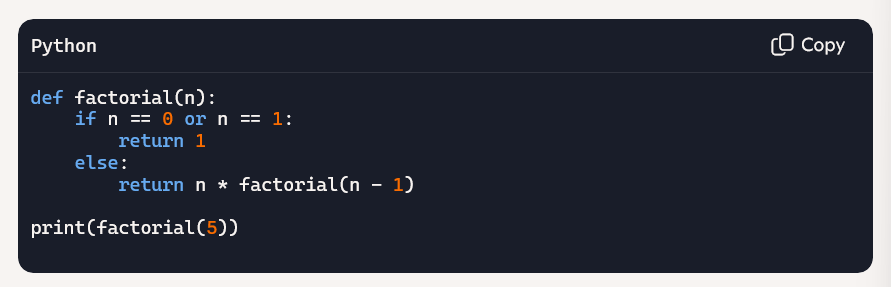 Python
Copy
def factorial(n):
    if n == 0 or n == 1:
        return 1
    else:
        return n * factorial(n - 1)

print(factorial(5))